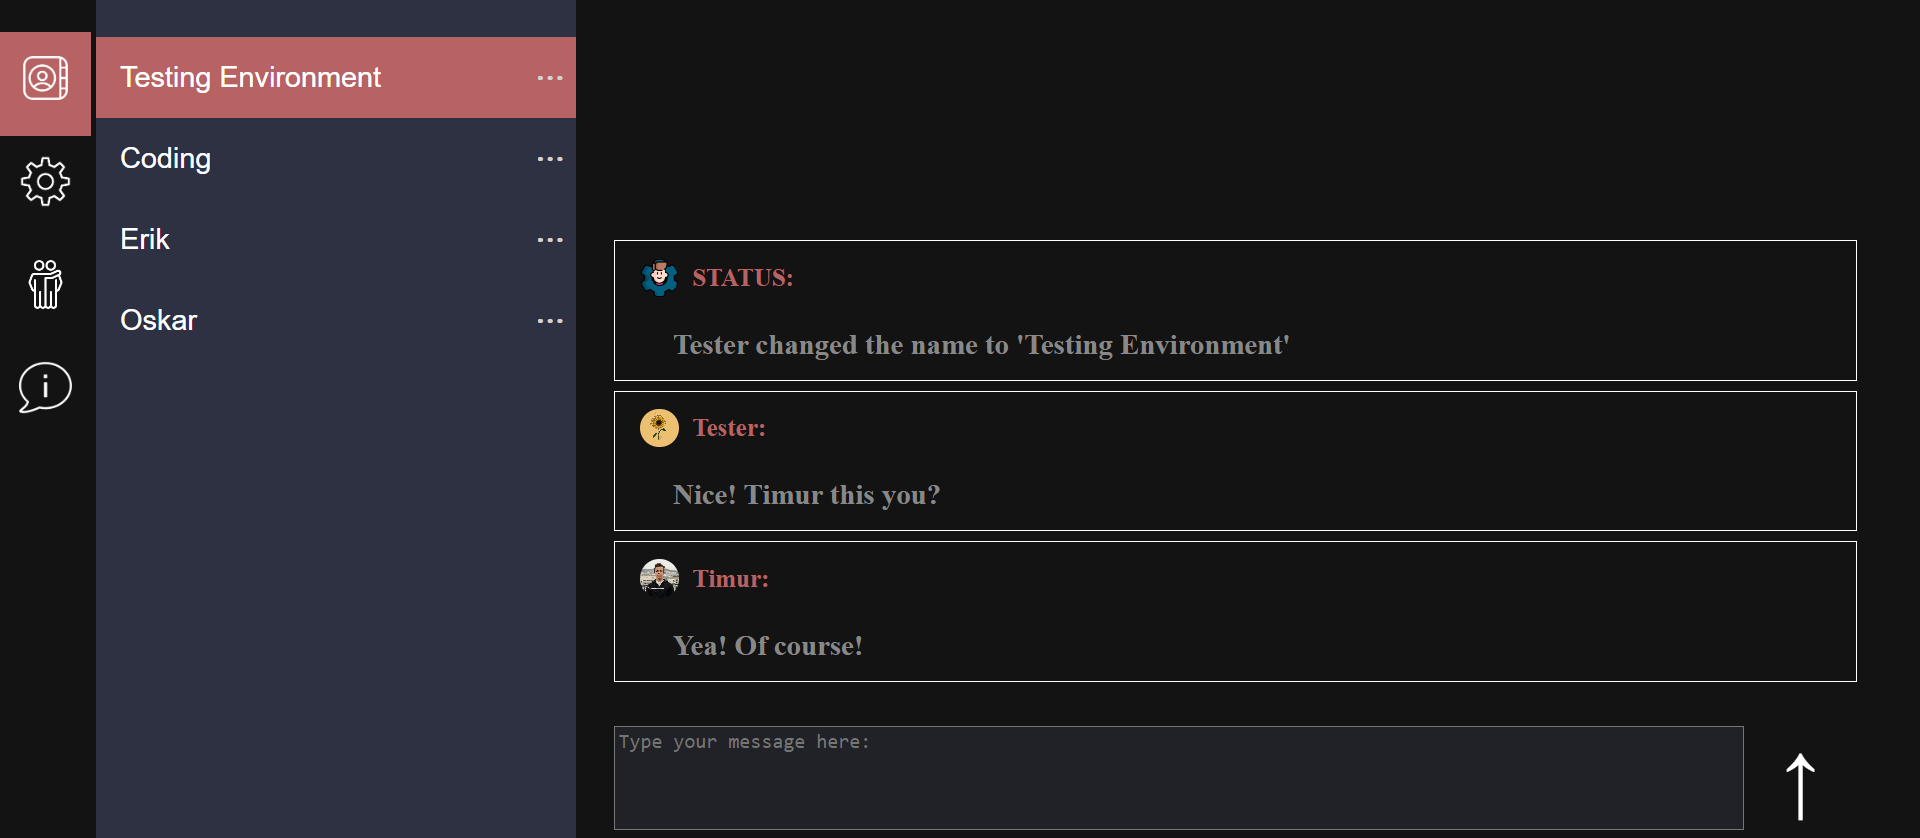 Testing Environment
Coding
Erik
Oskar
STATUS:
Tester changed the name to 'Testing Environment'
Tester:
Nice! Timur this you?
Timur:
Yea! Of course!
Type your message here: